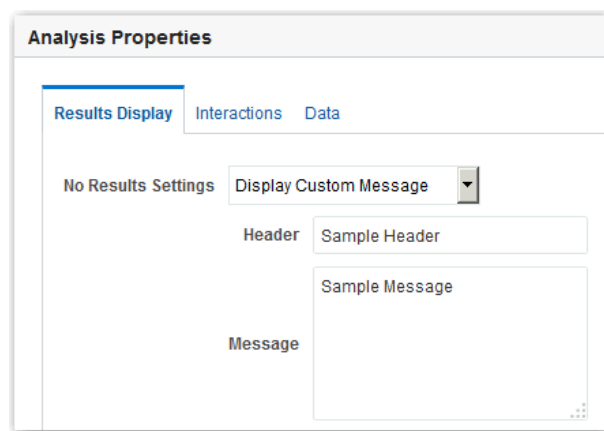 Analysis Properties
Results Display Interactions Data
No Results Settings Display Custom Message
Header Sample Header
Sample Message
Message